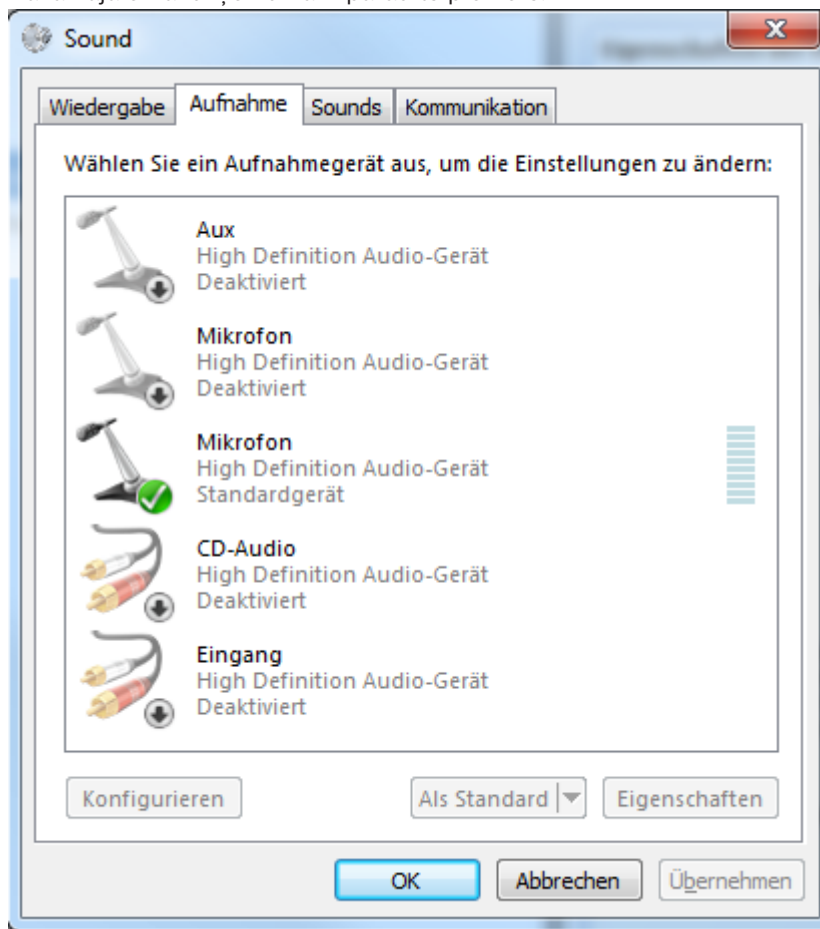 Sound
Wiedergabe
Aufnahme
Sounds
Kommunikation
Wählen Sie ein Aufnahmegerät aus, um die Einstellungen zu ändern:
Aux
High Definition Audio-Gerät
Deaktiviert
Mikrofon
High Definition Audio-Gerät
Deaktiviert
Mikrofon
High Definition Audio-Gerät
Standardgerät
CD-Audio
High Definition Audio-Gerät
Deaktiviert
Eingang
High Definition Audio-Gerät
Deaktiviert
Konfigurieren
Als Standard
Eigenschaften
OK
Abbrechen
Übernehmen